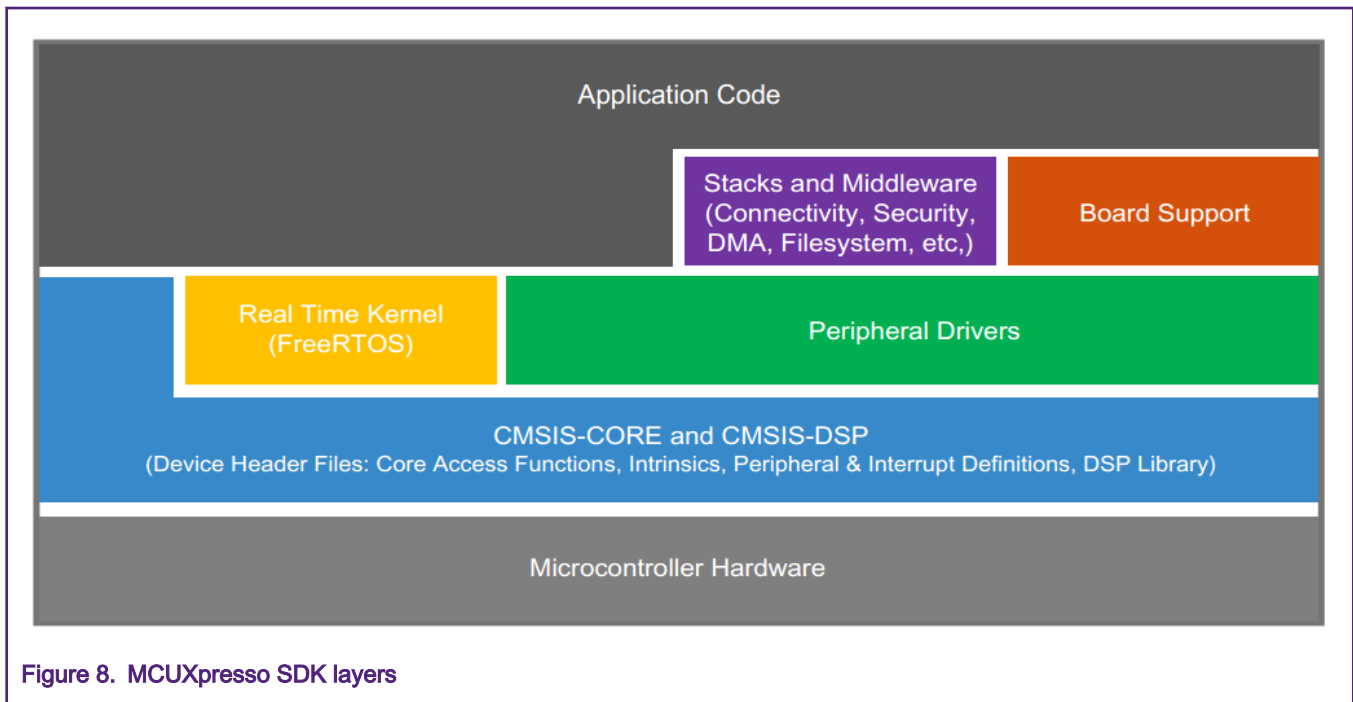 Application Code
Stacks and Middleware
(Connectivity, Security,
DMA, Filesystem, etc,)
Board Support
Real Time Kernel
(FreeRTOS)
Peripheral Drivers
CMSIS-CORE and CMSIS-DSP
(Device Header Files: Core Access Functions, Intrinsics, Peripheral & Interrupt Definitions, DSP Library)
Microcontroller Hardware
Figure 8. MCUXpresso SDK layers